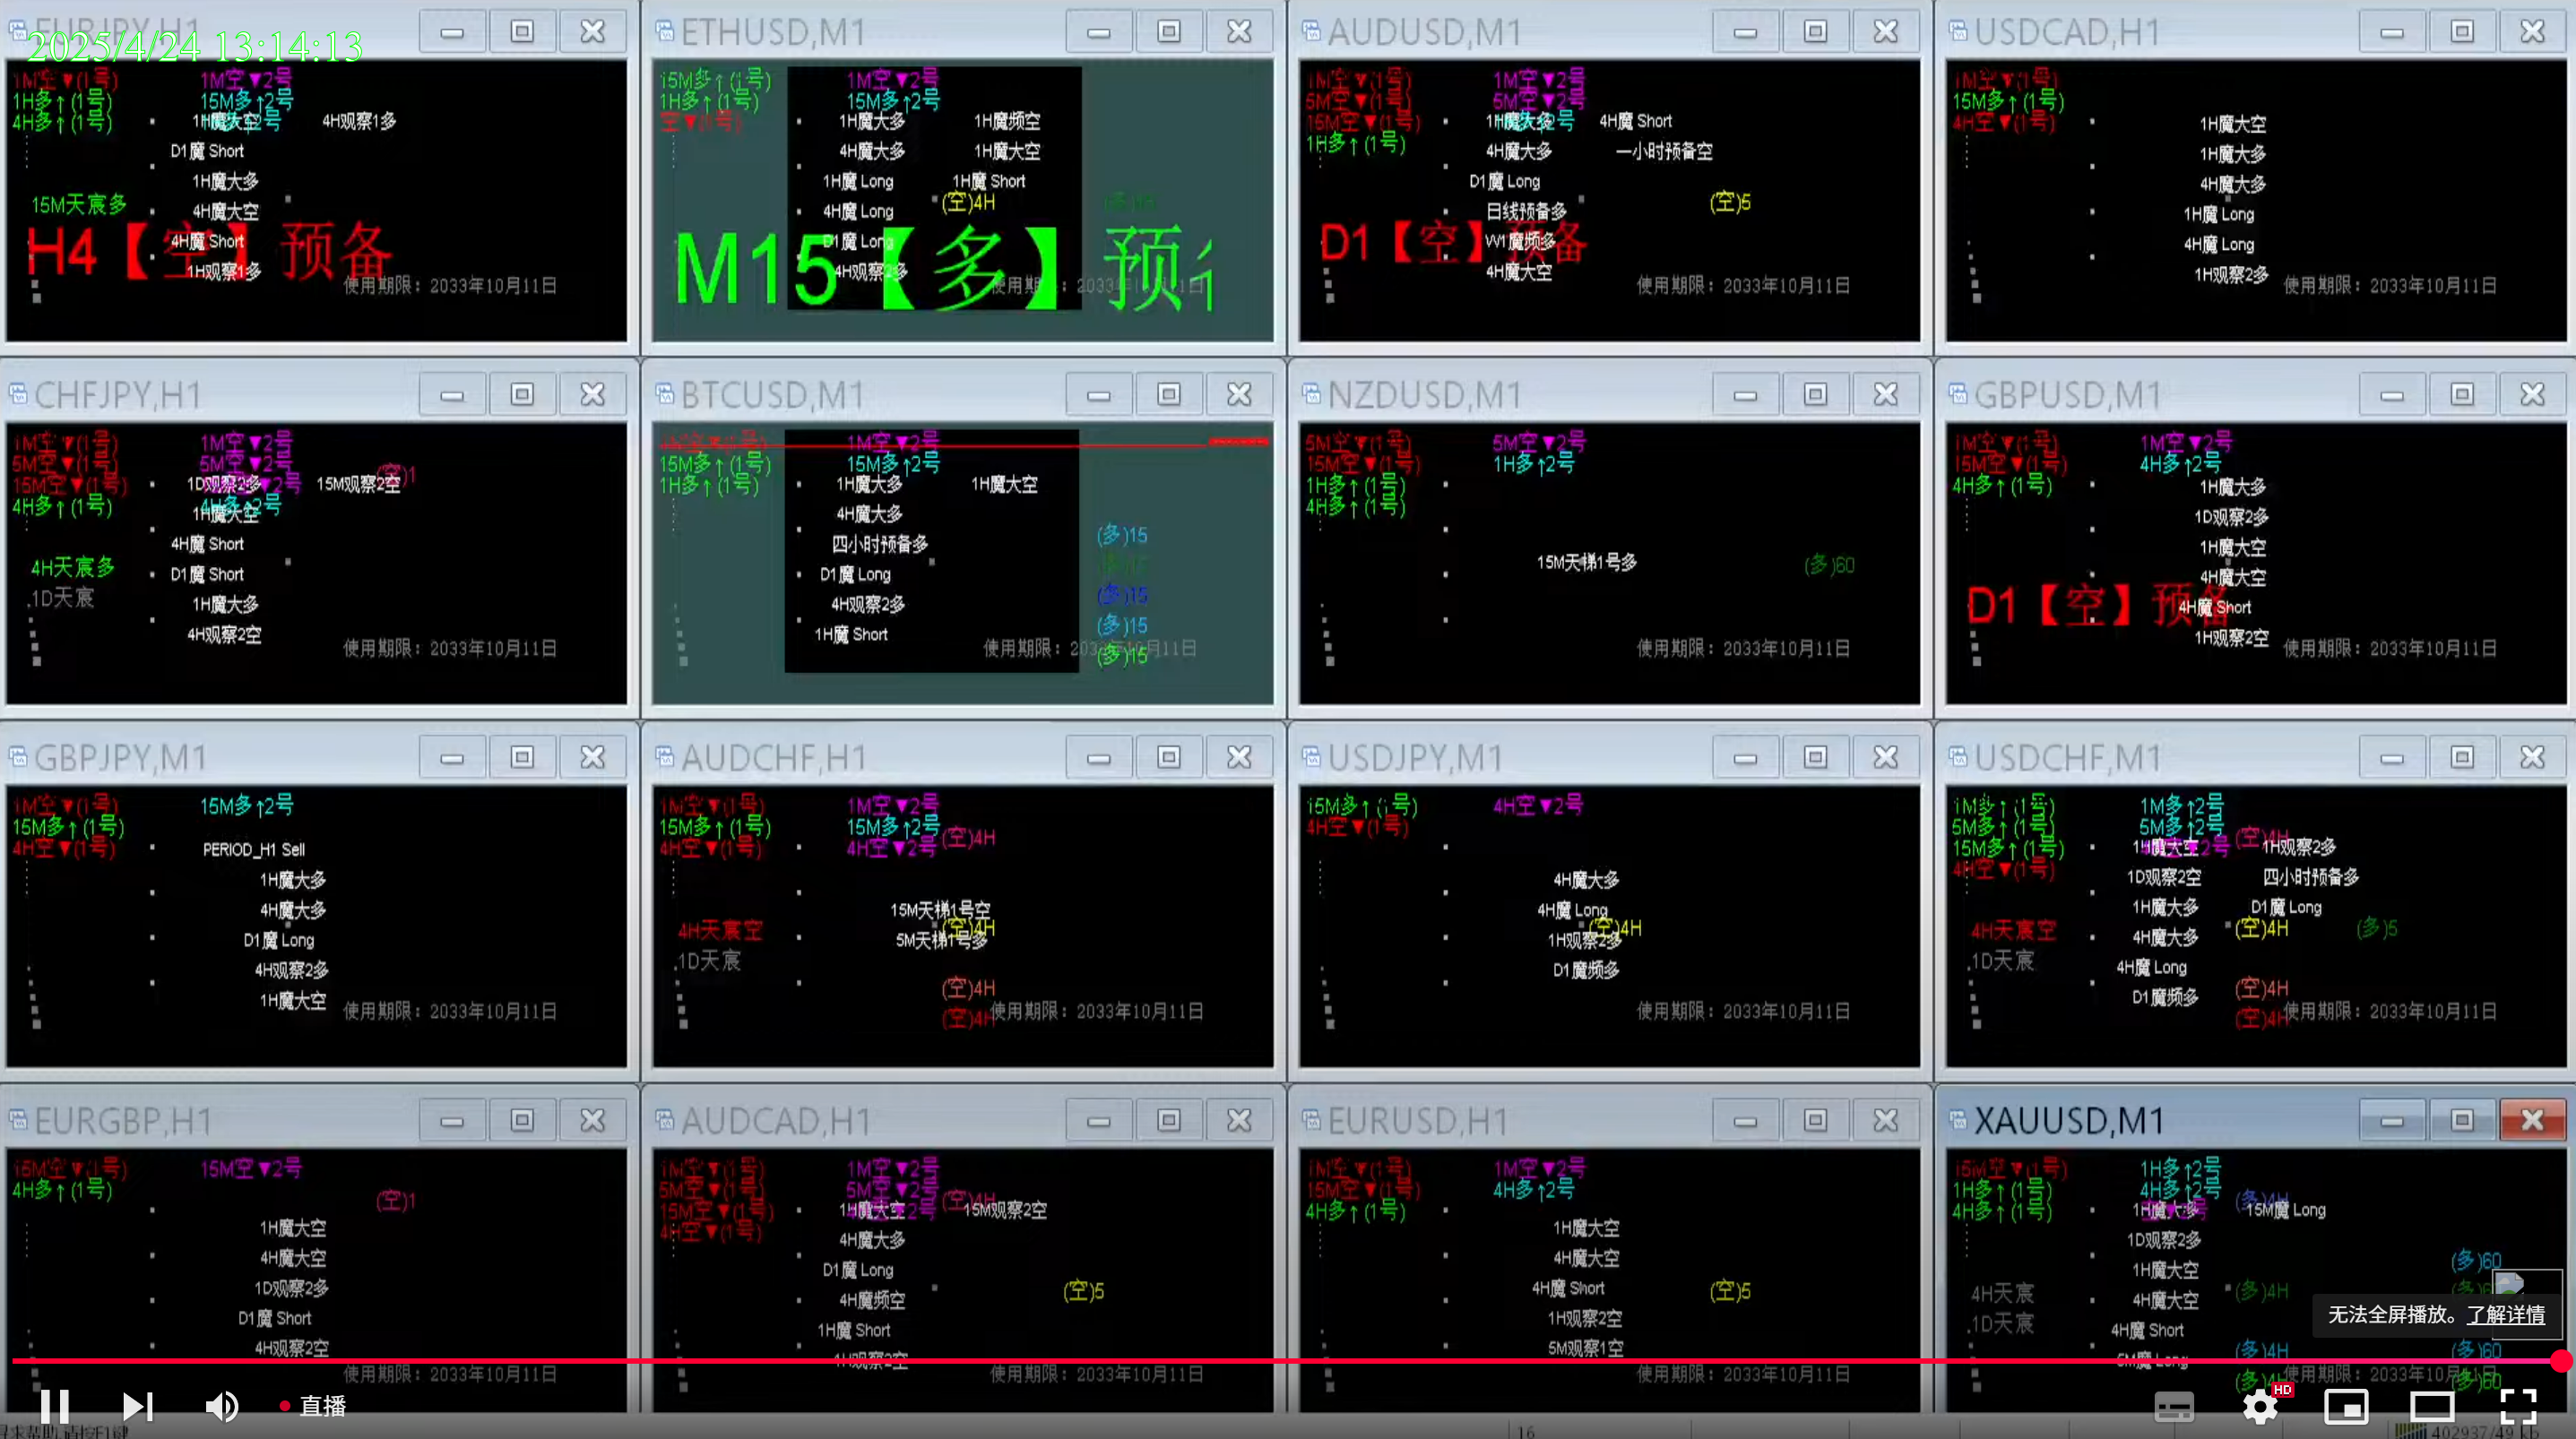 EURJPY,H1
2025/4/24 13:14:13
1M空▼(1号) 1M空▼2号
1H多↑(1号) 15M多↑2号
4H多↑(1号) 1H魔大空 4H观察1多
D1魔 Short
1H魔大多
15M天宸多 4H魔大空
H4【空】预备
4H魔 Short
1H观察1多
使用期限：2033年10月11日
ETHUSD,M1
15M多↑(1号) 1M空▼2号
1H多↑(1号) 15M多↑2号
空▼(1号) 1H魔大多 1H魔频空
4H魔大多 1H魔大空
1H魔 Long 1H魔 Short
4H魔 Long (空)4H
D1魔 Long
M15【多】预
4H观察2多
AUDUSD,M1
1M空▼(1号) 1M空▼2号
5M空▼(1号) 5M空▼2号
15M空▼(1号) 1H魔大多 4H魔 Short
1H多↑(1号) 4H魔大多 一小时预备空
D1魔 Long
日线预备多 (空)5
D1【空】预备
W1魔频多
4H魔大空
使用期限：2033年10月11日
USDCAD,H1
1M空▼(1号)
15M多↑(1号)
4H空▼(1号) 1H魔大空
1H魔大多
4H魔大多
1H魔 Long
4H魔 Long
1H观察2多
使用期限：2033年10月11日
CHFJPY,H1
1M空▼(1号) 1M空▼2号
5M空▼(1号) 5M空▼2号 (空)1
15M空▼(1号) 1D观察2多 15M观察2空
4H多↑(1号) 4H多↑2号
1H魔大空
4H魔 Short
4H天宸多 D1魔 Short
.1D天宸 1H魔大多
4H观察2空
使用期限：2033年10月11日
BTCUSD,M1
1M空▼2号
15M多↑(1号) 15M多↑2号
1H多↑(1号) 1H魔大多 1H魔大空
4H魔大多
四小时预备多 (多)15
D1魔 Long
4H观察2多 (多)15
1H魔 Short (多)15
使用期限：2033年10月11日
(多)15
NZDUSD,M1
5M空▼(1号) 5M空▼2号
15M空▼(1号) 1H多↑2号
1H多↑(1号)
4H多↑(1号)
15M天梯1号多 (多)60
使用期限：2033年10月11日
GBPUSD,M1
1M空▼(1号) 1M空▼2号
15M空▼(1号) 4H多↑2号
4H多↑(1号) 1H魔大多
1D观察2多
1H魔大空
4H魔大空
D1【空】预备
4H魔 Short
1H观察2空
使用期限：2033年10月11日
GBPJPY,M1
1M空▼(1号) 15M多↑2号
15M多↑(1号)
4H空▼(1号) PERIOD_H1 Sell
1H魔大多
4H魔大多
D1魔 Long
4H观察2多
1H魔大空
使用期限：2033年10月11日
AUDCHF,H1
1M空▼(1号) 1M空▼2号
15M多↑(1号) 15M多↑2号 (空)4H
4H空▼(1号) 4H空▼2号
15M天梯1号空
4H天宸空 (空)4H
5M天梯1号多
.1D天宸
(空)4H
(空)4H
使用期限：2033年10月11日
USDJPY,M1
15M多↑(1号) 4H空▼2号
4H空▼(1号)
4H魔大多
4H魔 Long
(空)4H
1H观察2多
D1魔频多
使用期限：2033年10月11日
USDCHF,M1
1M多↑(1号) 1M多↑2号
5M多↑(1号) 5M多↑2号 (空)4H
15M多↑(1号) 1H魔大空 1H观察2多
4H空▼(1号) 1D观察2空 四小时预备多
1H魔大多 D1魔 Long
4H天宸空 4H魔大多 (空)4H (多)5
.1D天宸 4H魔 Long
D1魔频多 (空)4H
(空)4H
使用期限：2033年10月11日
EURGBP,H1
15M空▼(1号) 15M空▼2号
4H多↑(1号) (空)1
1H魔大空
4H魔大空
1D观察2多
D1魔 Short
4H观察2空
使用期限：2033年10月11日
AUDCAD,H1
1M空▼(1号) 1M空▼2号
5M空▼(1号) 5M空▼2号 (空)4H
15M空▼(1号) 1H魔大空 15M观察2空
4H空▼(1号) 4H魔大多
D1魔 Long
4H魔频空 (空)5
1H魔 Short
1H观察2空
使用期限：2033年10月11日
EURUSD,H1
1M空▼(1号) 1M空▼2号
15M空▼(1号) 4H多↑2号
4H多↑(1号)
1H魔大空
4H魔大空
4H魔 Short (空)5
1H观察2空
5M观察1空
使用期限：2033年10月11日
XAUUSD,M1
15M空▼(1号) 1H多↑2号
1H多↑(1号) 4H多↑2号 (多)4H
4H多↑(1号) 1H魔大多 15M魔 Long
1D观察2多
1H魔大空 (多)60
4H天宸 4H魔大空 (多)4H
.1D天宸 4H魔 Short
无法全屏播放。了解详情
5M魔 Long (多)4H (多)60
使用期限：2033年10月11日
(多)60
直播
HD
16
402937/49 kb